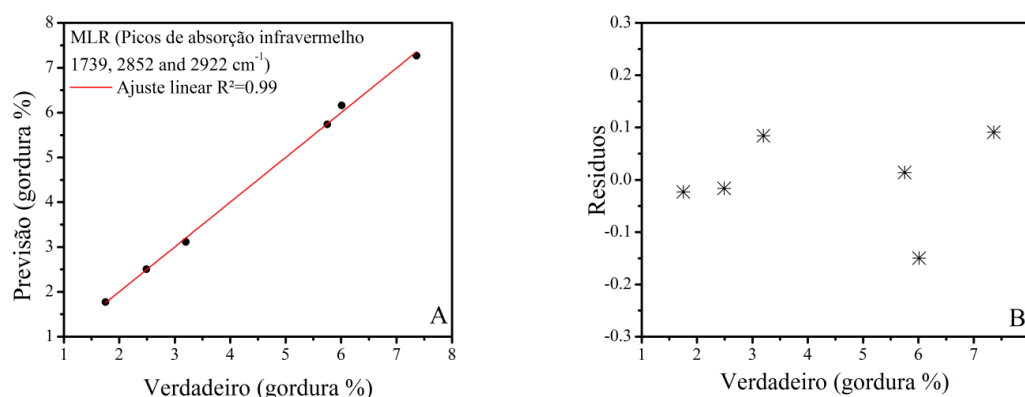 8
7
6
5
4
3
2
1
Previsão (gordura %)
MLR (Picos de absorção infravermelho
1739, 2852 and 2922 cm⁻¹)
Ajuste linear R²=0.99
A
1 2 3 4 5 6 7 8
Verdadeiro (gordura %)
0.3
0.2
0.1
0.0
-0.1
-0.2
-0.3
Residuos
B
1 2 3 4 5 6 7
Verdadeiro (gordura %)